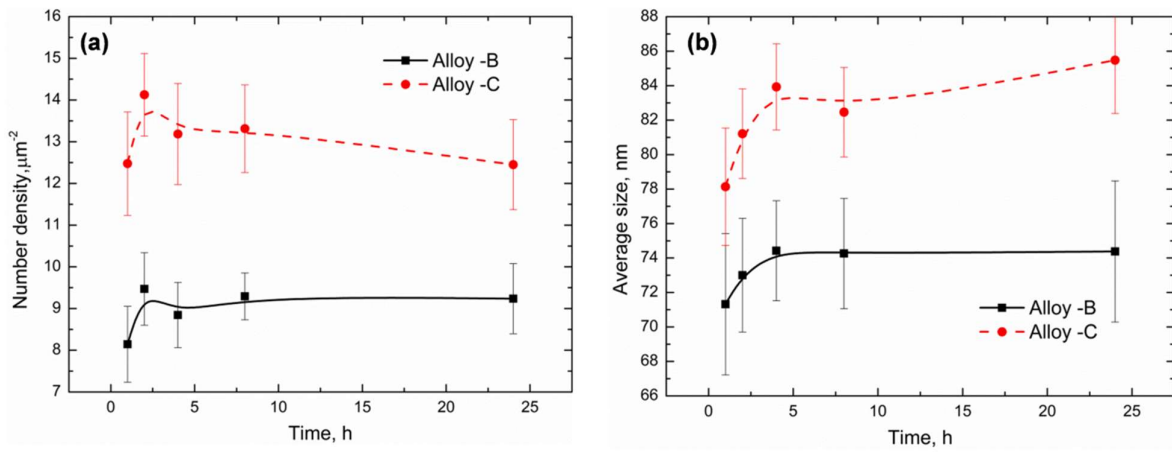 (a)
Alloy -B
Alloy -C
16
15
14
13
12
11
10
9
8
7
Number density,μm⁻²
0 5 10 15 20 25
Time, h
(b)
88
86
84
82
80
78
76
74
72
70
68
66
Average size, nm
Alloy -B
Alloy -C
0 5 10 15 20 25
Time, h